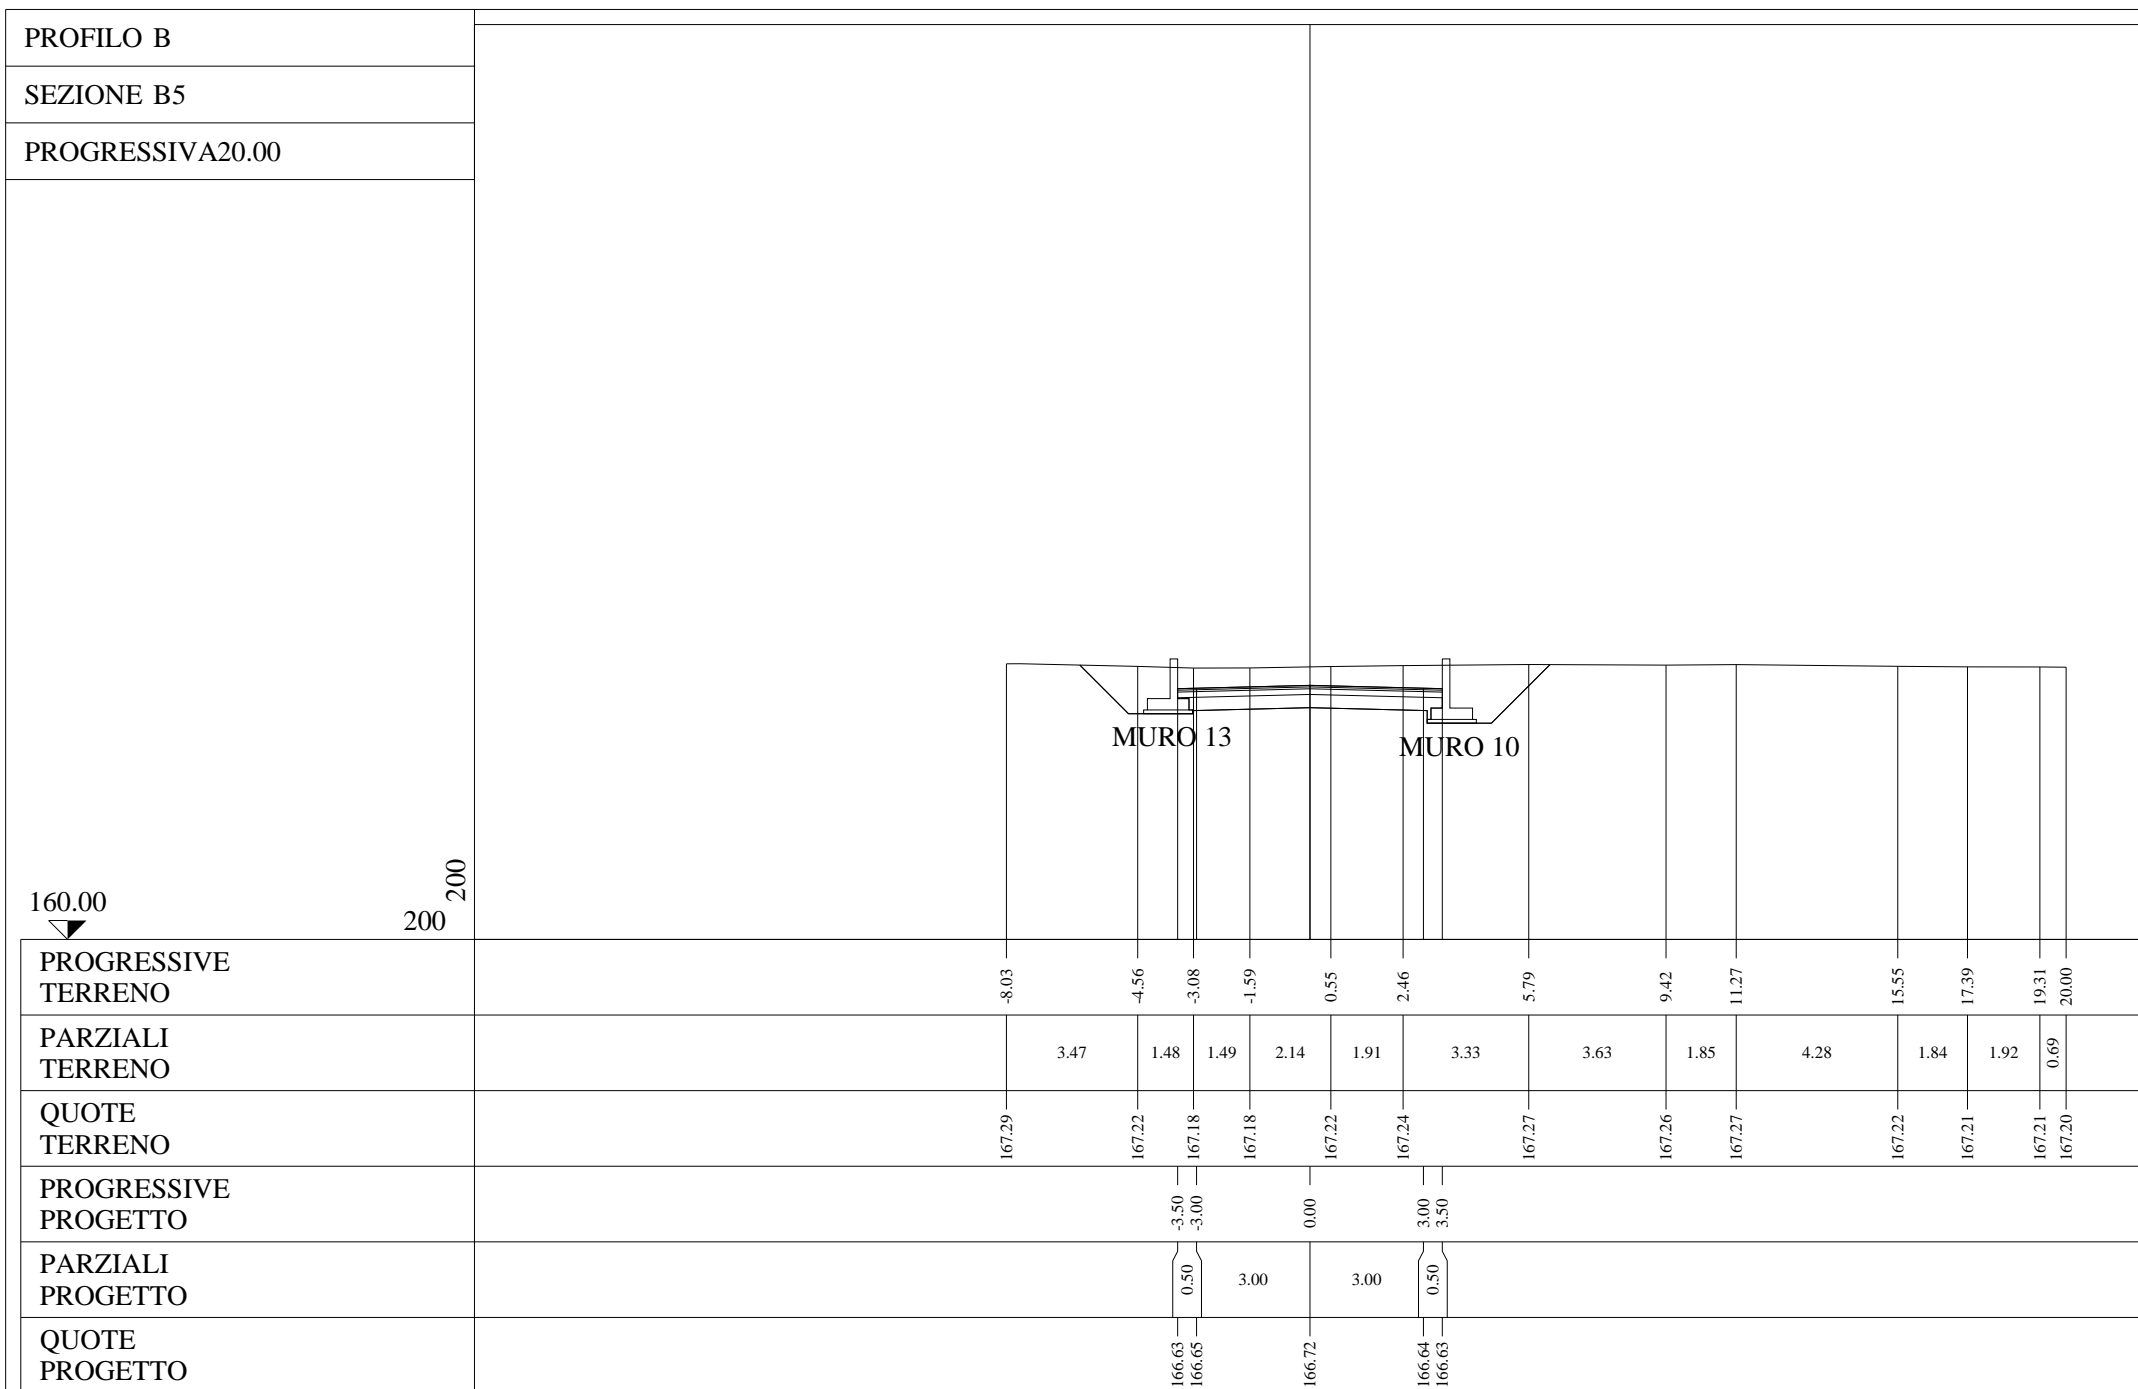 PROFILO B
SEZIONE B5
PROGRESSIVA20.00
MURO 13
MURO 10
200
160.00
200
PROGRESSIVE
TERRENO
-8.03 -4.56 -3.08 -1.59 0.55 2.46 5.79 9.42 11.27 15.55 17.39 19.31 20.00
PARZIALI
TERRENO
3.47 1.48 1.49 2.14 1.91 3.33 3.63 1.85 4.28 1.84 1.92 0.69
QUOTE
TERRENO
167.29 167.22 167.18 167.18 167.22 167.24 167.27 167.26 167.27 167.22 167.21 167.21 167.20
PROGRESSIVE
PROGETTO
-3.50 -3.00 0.00 3.00 3.50
PARZIALI
PROGETTO
0.50 3.00 3.00 0.50
QUOTE
PROGETTO
166.63 166.65 166.72 166.64 166.63